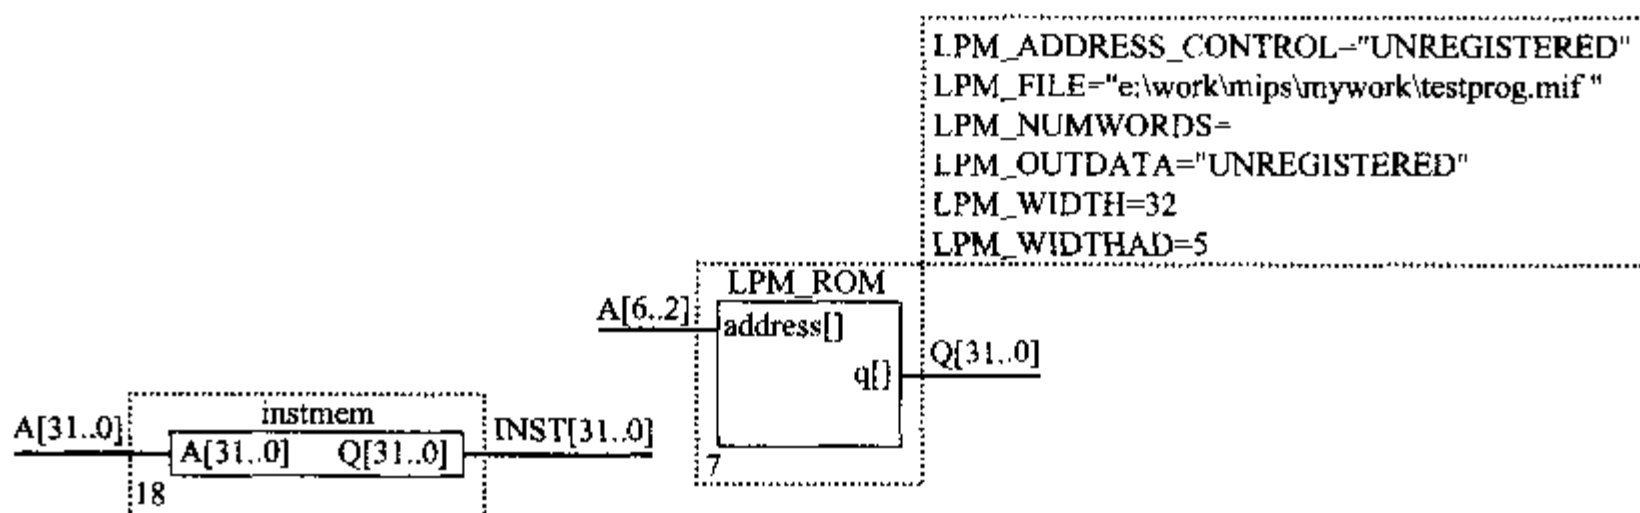 LPM_ADDRESS_CONTROL="UNREGISTERED"
LPM_FILE="e:\work\mips\mywork\testprog.mif "
LPM_NUMWORDS=
LPM_OUTDATA="UNREGISTERED"
LPM_WIDTH=32
LPM_WIDTHAD=5
LPM_ROM
A[6..2]
address[]
Q[31..0]
q[]
7
instmem
A[31..0]
A[31..0] Q[31..0]
INST[31..0]
18